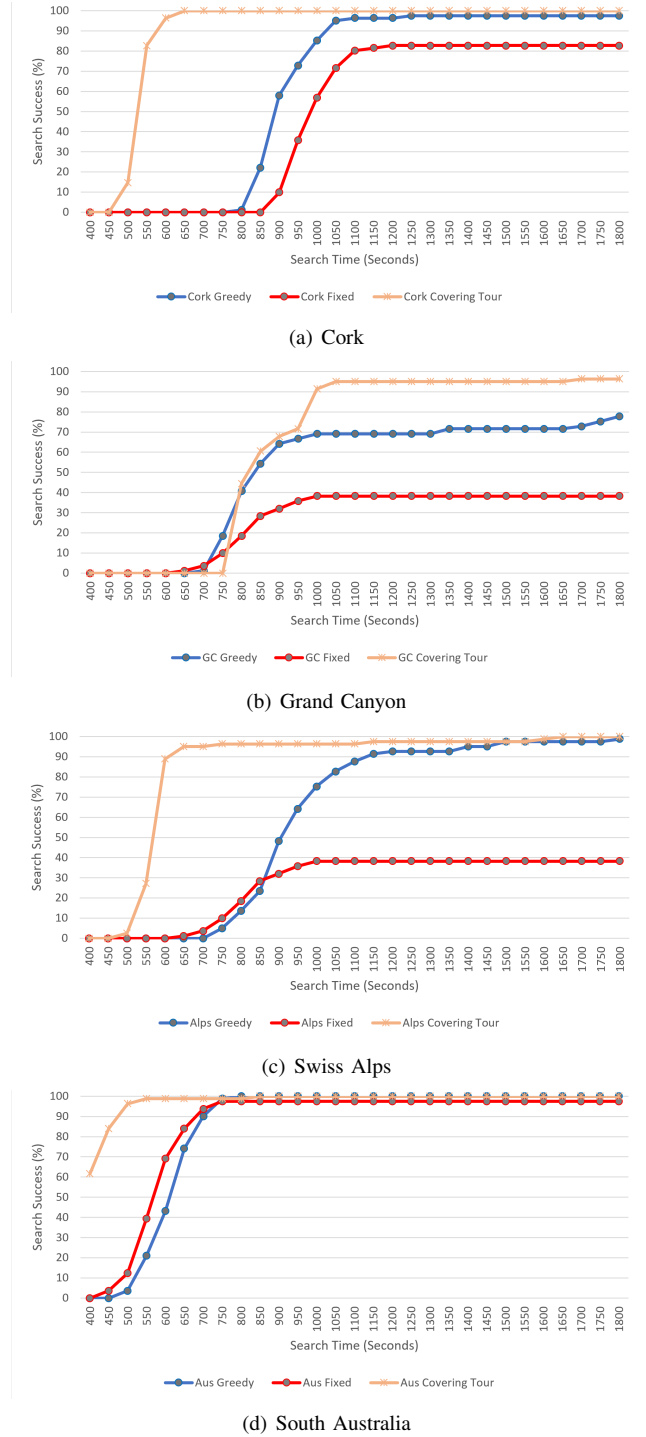 100
90
80
70
60
50
40
30
20
10
0
Search Success (%)
400 450 500 550 600 650 700 750 800 850 900 950 1000 1050 1100 1150 1200 1250 1300 1350 1400 1450 1500 1550 1600 1650 1700 1750 1800
Search Time (Seconds)
Cork Greedy Cork Fixed Cork Covering Tour
(a) Cork
100
90
80
70
60
50
40
30
20
10
0
Search Success (%)
400 450 500 550 600 650 700 750 800 850 900 950 1000 1050 1100 1150 1200 1250 1300 1350 1400 1450 1500 1550 1600 1650 1700 1750 1800
Search Time (Seconds)
GC Greedy GC Fixed GC Covering Tour
(b) Grand Canyon
100
90
80
70
60
50
40
30
20
10
0
Search Success (%)
400 450 500 550 600 650 700 750 800 850 900 950 1000 1050 1100 1150 1200 1250 1300 1350 1400 1450 1500 1550 1600 1650 1700 1750 1800
Search Time (Seconds)
Alps Greedy Alps Fixed Alps Covering Tour
(c) Swiss Alps
100
90
80
70
60
50
40
30
20
10
0
Search Success (%)
400 450 500 550 600 650 700 750 800 850 900 950 1000 1050 1100 1150 1200 1250 1300 1350 1400 1450 1500 1550 1600 1650 1700 1750 1800
Search Time (Seconds)
Aus Greedy Aus Fixed Aus Covering Tour
(d) South Australia